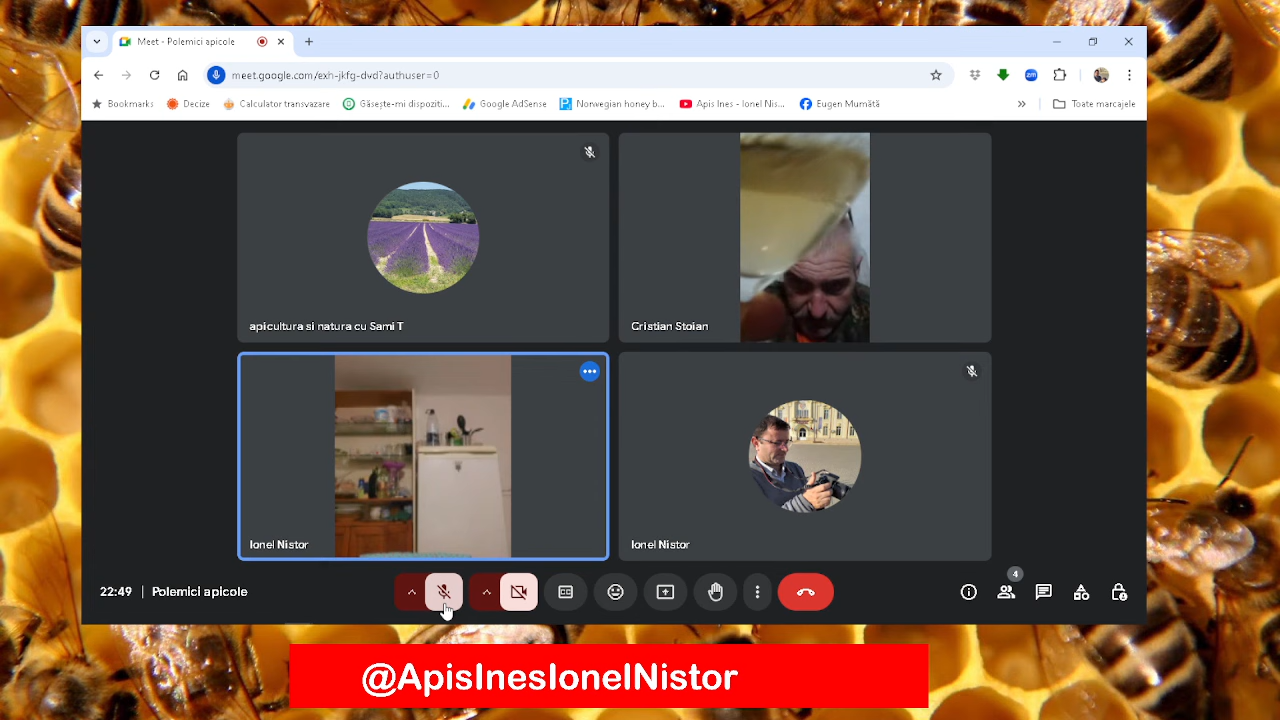 Meet - Polemici apicole
meet.google.com/exh-jkfg-dvd?authuser=0
zm
Bookmarks
Decize
Calculator transvazare
Găsește-mi dispoziti...
Google AdSense
Norwegian honey b...
Apis Ines - Ionel Nis...
Eugen Mumătă
»
Toate marcajele
apicultura si natura cu Sami T
Cristian Stoian
Ionel Nistor
Ionel Nistor
22:49 | Polemici apicole
4
@ApisInesIonelNistor